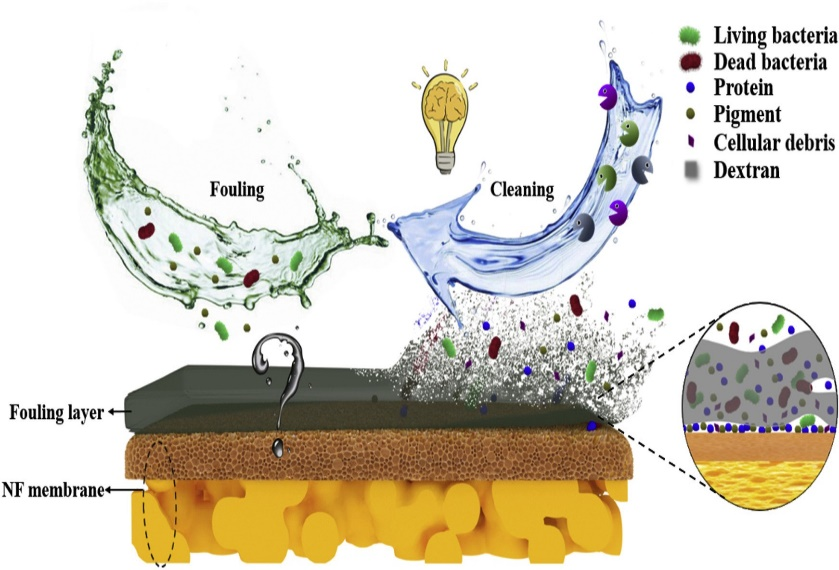 Living bacteria
Dead bacteria
Protein
Pigment
Cellular debris
Dextran
Fouling
Cleaning
Fouling layer
NF membrane